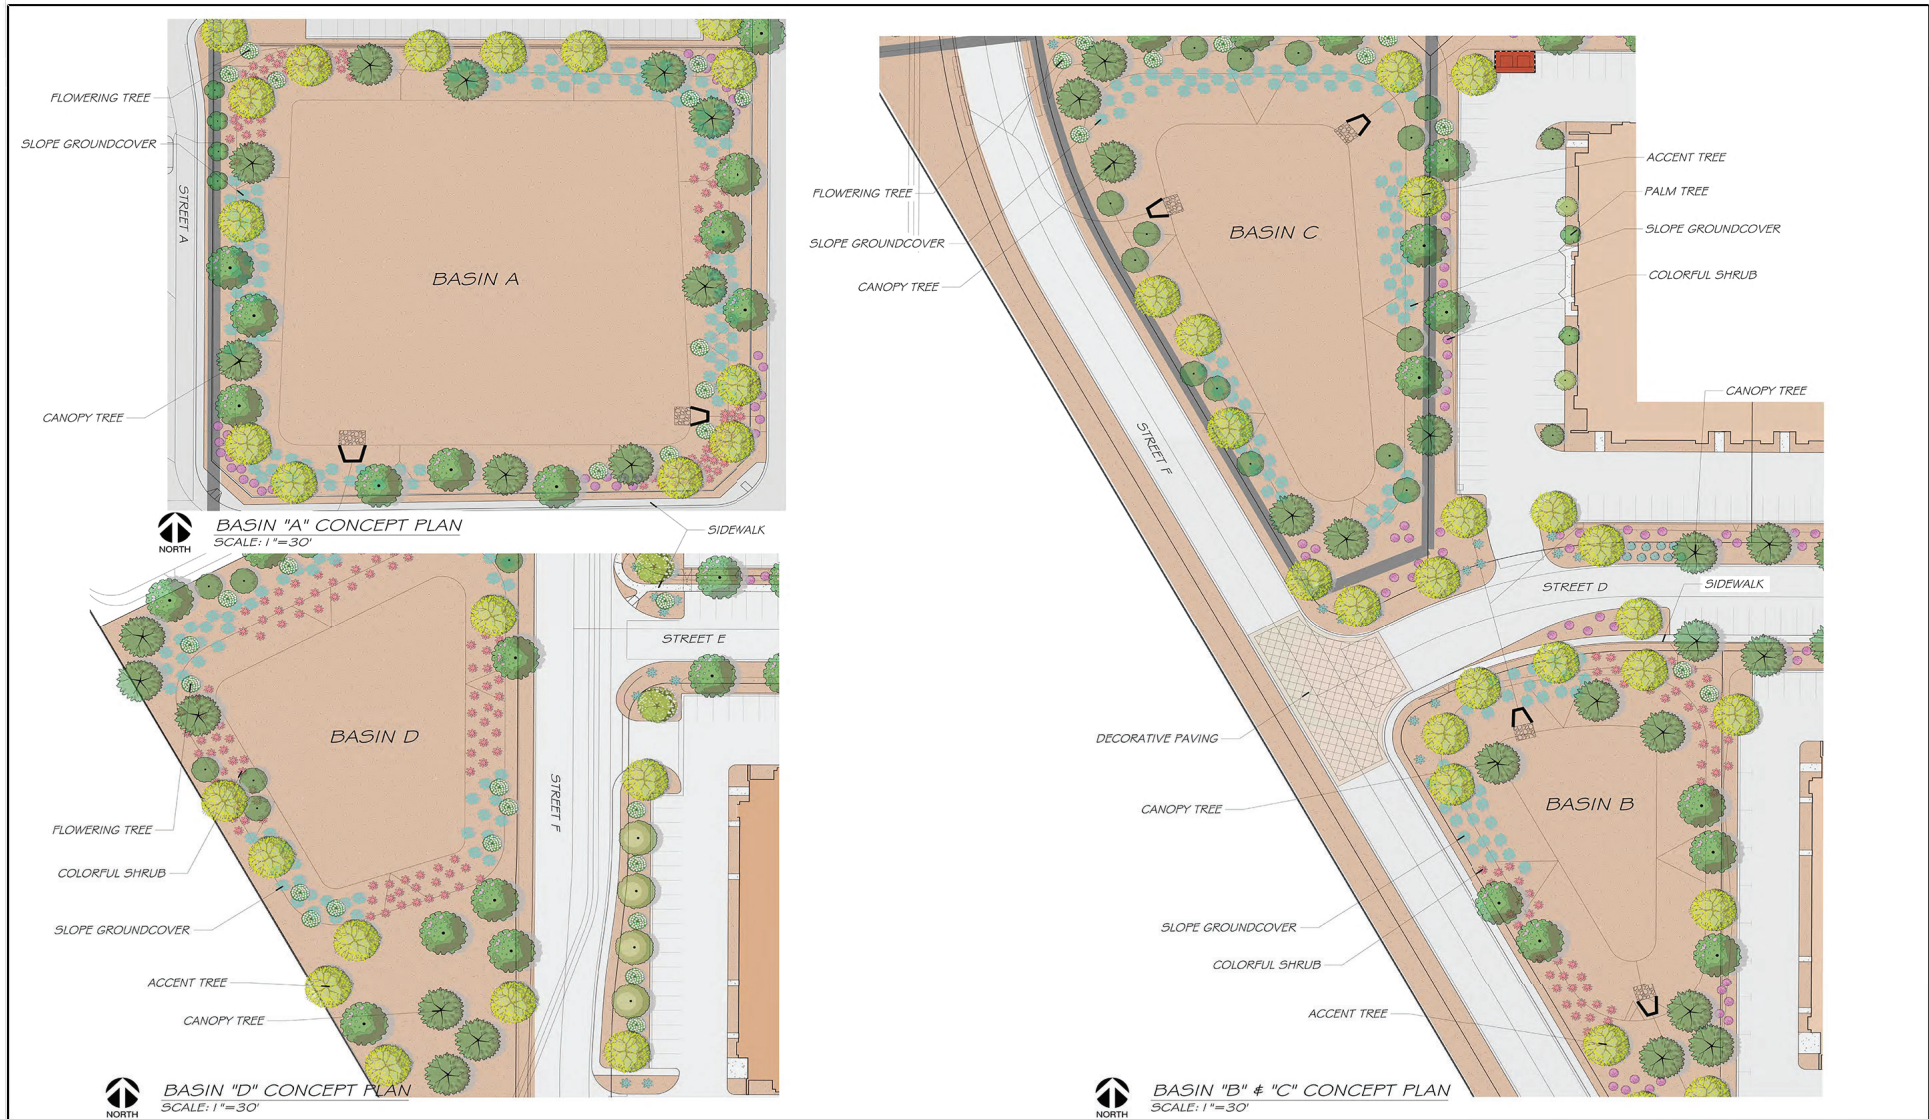 FLOWERING TREE
SLOPE GROUNDCOVER
STREET A
BASIN A
CANOPY TREE
NORTH
BASIN "A" CONCEPT PLAN
SCALE: 1"=30'
SIDEWALK
STREET E
BASIN D
STREET F
FLOWERING TREE
COLORFUL SHRUB
SLOPE GROUNDCOVER
ACCENT TREE
CANOPY TREE
NORTH
BASIN "D" CONCEPT PLAN
SCALE: 1"=30'
FLOWERING TREE
SLOPE GROUNDCOVER
CANOPY TREE
BASIN C
ACCENT TREE
PALM TREE
SLOPE GROUNDCOVER
COLORFUL SHRUB
CANOPY TREE
STREET F
STREET D
SIDEWALK
DECORATIVE PAVING
CANOPY TREE
BASIN B
SLOPE GROUNDCOVER
COLORFUL SHRUB
ACCENT TREE
NORTH
BASIN "B" & "C" CONCEPT PLAN
SCALE: 1"=30'